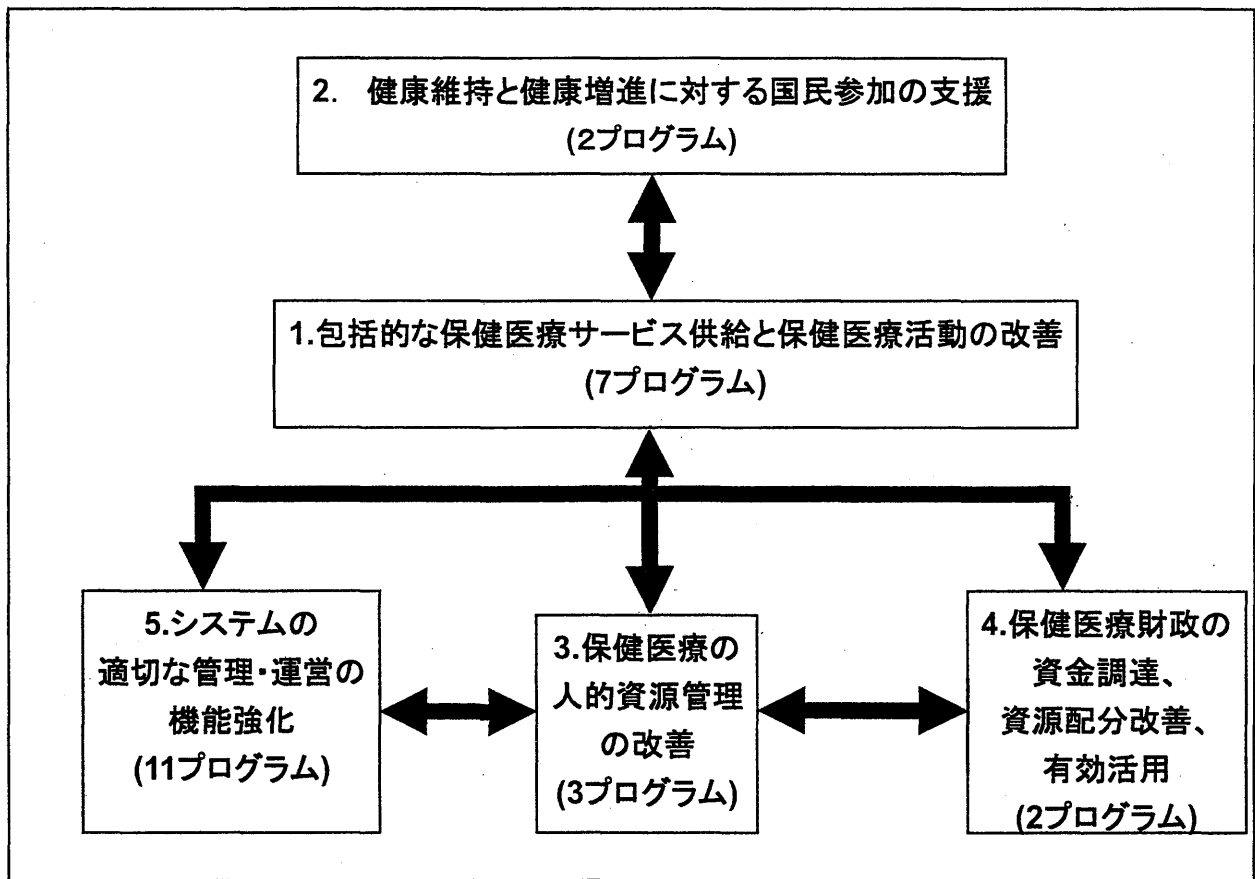 2. 健康維持と健康増進に対する国民参加の支援
(2プログラム)
1.包括的な保健医療サービス供給と保健医療活動の改善
(7プログラム)
5.システムの
適切な管理・運営の
機能強化
(11プログラム)
3.保健医療の
人的資源管理
の改善
(3プログラム)
4.保健医療財政の
資金調達、
資源配分改善、
有効活用
(2プログラム)